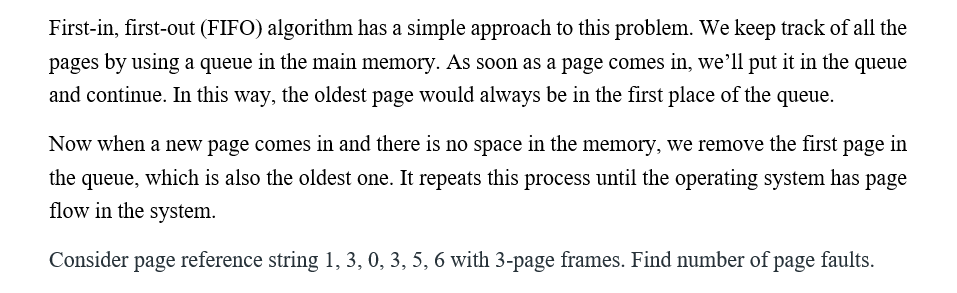 First-in, first-out (FIFO) algorithm has a simple approach to this problem. We keep track of all the
pages by using a queue in the main memory. As soon as a page comes in, we’ll put it in the queue
and continue. In this way, the oldest page would always be in the first place of the queue.
Now when a new page comes in and there is no space in the memory, we remove the first page in
the queue, which is also the oldest one. It repeats this process until the operating system has page
flow in the system.
Consider page reference string 1, 3, 0, 3, 5, 6 with 3-page frames. Find number of page faults.